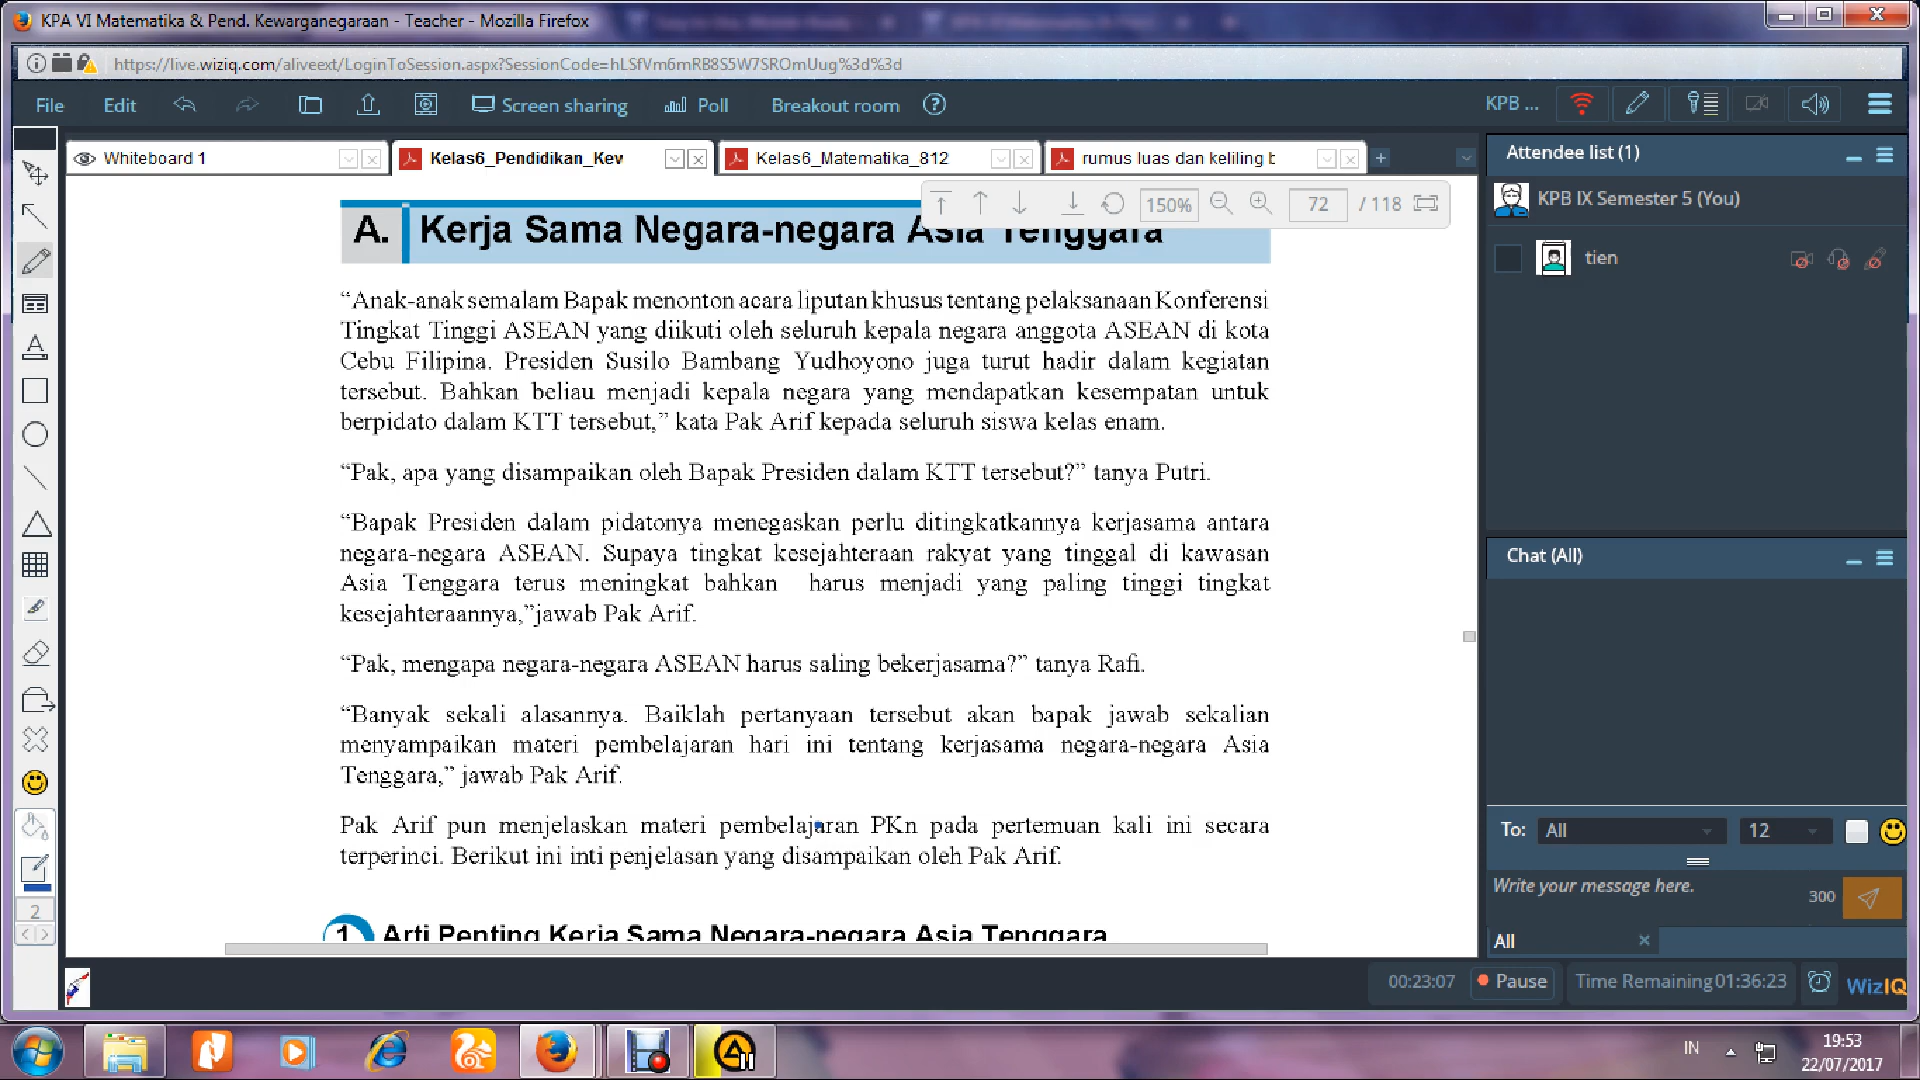 KPA VI Matematika & Pend. Kewarganegaraan - Teacher - Mozilla Firefox
https://live.wiziq.com/aliveext/LoginToSession.aspx?SessionCode=hLSfVm6mRB8S5W7SROmUug%3d%3d
File Edit Screen sharing Poll Breakout room KPB ...
Whiteboard 1 Kelas6_Pendidikan_Kew Kelas6_Matematika_812 rumus luas dan keliling b
150% 72 / 118
A. Kerja Sama Negara-negara Asia Tenggara
“Anak-anak semalam Bapak menonton acara liputan khusus tentang pelaksanaan Konferensi
Tingkat Tinggi ASEAN yang diikuti oleh seluruh kepala negara anggota ASEAN di kota
Cebu Filipina. Presiden Susilo Bambang Yudhoyono juga turut hadir dalam kegiatan
tersebut. Bahkan beliau menjadi kepala negara yang mendapatkan kesempatan untuk
berpidato dalam KTT tersebut,” kata Pak Arif kepada seluruh siswa kelas enam.
“Pak, apa yang disampaikan oleh Bapak Presiden dalam KTT tersebut?” tanya Putri.
“Bapak Presiden dalam pidatonya menegaskan perlu ditingkatkannya kerjasama antara
negara-negara ASEAN. Supaya tingkat kesejahteraan rakyat yang tinggal di kawasan
Asia Tenggara terus meningkat bahkan harus menjadi yang paling tinggi tingkat
kesejahteraannya,”jawab Pak Arif.
“Pak, mengapa negara-negara ASEAN harus saling bekerjasama?” tanya Rafi.
“Banyak sekali alasannya. Baiklah pertanyaan tersebut akan bapak jawab sekalian
menyampaikan materi pembelajaran hari ini tentang kerjasama negara-negara Asia
Tenggara,” jawab Pak Arif.
Pak Arif pun menjelaskan materi pembelajaran PKn pada pertemuan kali ini secara
terperinci. Berikut ini inti penjelasan yang disampaikan oleh Pak Arif.
1 Arti Penting Kerja Sama Negara-negara Asia Tenggara
2
Attendee list (1)
KPB IX Semester 5 (You)
tien
Chat (All)
To: All 12
Write your message here. 300
All
00:23:07 Pause Time Remaining 01:36:23 WizIQ
IN 19:53
22/07/2017